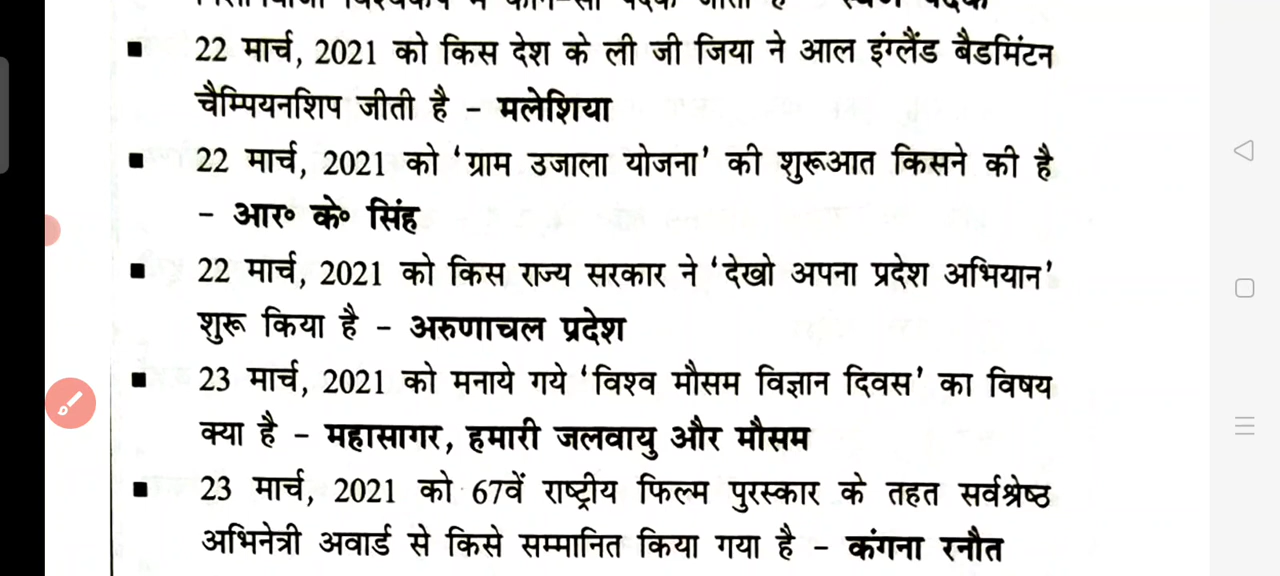 ▪ 22 मार्च, 2021 को किस देश के ली जी जिया ने आल इंग्लैंड बैडमिंटन
चैम्पियनशिप जीती है - मलेशिया
▪ 22 मार्च, 2021 को ‘ग्राम उजाला योजना’ की शुरूआत किसने की है
- आर॰ के॰ सिंह
▪ 22 मार्च, 2021 को किस राज्य सरकार ने ‘देखो अपना प्रदेश अभियान’
शुरू किया है - अरुणाचल प्रदेश
▪ 23 मार्च, 2021 को मनाये गये ‘विश्व मौसम विज्ञान दिवस’ का विषय
क्या है - महासागर, हमारी जलवायु और मौसम
▪ 23 मार्च, 2021 को 67वें राष्ट्रीय फिल्म पुरस्कार के तहत सर्वश्रेष्ठ
अभिनेत्री अवार्ड से किसे सम्मानित किया गया है - कंगना रनौत